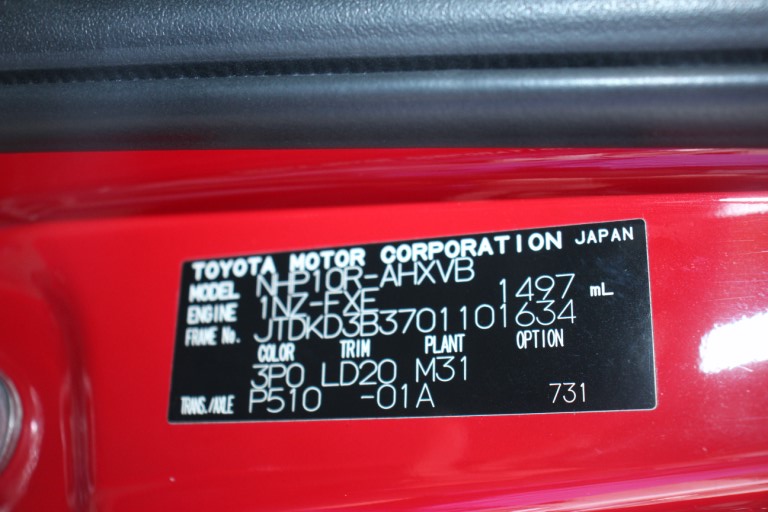 TOYOTA MOTOR CORPORATION JAPAN
MODEL NHP10R-AHXVB
ENGINE 1NZ-FXE 1497 mL
FRAME No. JTDKD3B3701101634
COLOR TRIM PLANT OPTION
3P0 LD20 M31
TRANS./AXLE P510 -01A 731